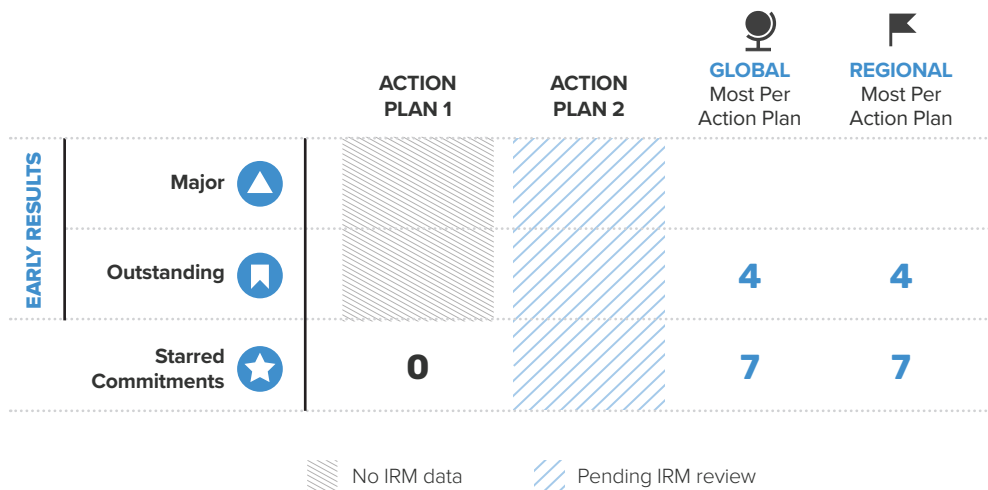 ACTION
PLAN 1
ACTION
PLAN 2
GLOBAL
Most Per
Action Plan
REGIONAL
Most Per
Action Plan
EARLY RESULTS
Major
Outstanding
4
4
Starred
Commitments
0
7
7
No IRM data
Pending IRM review